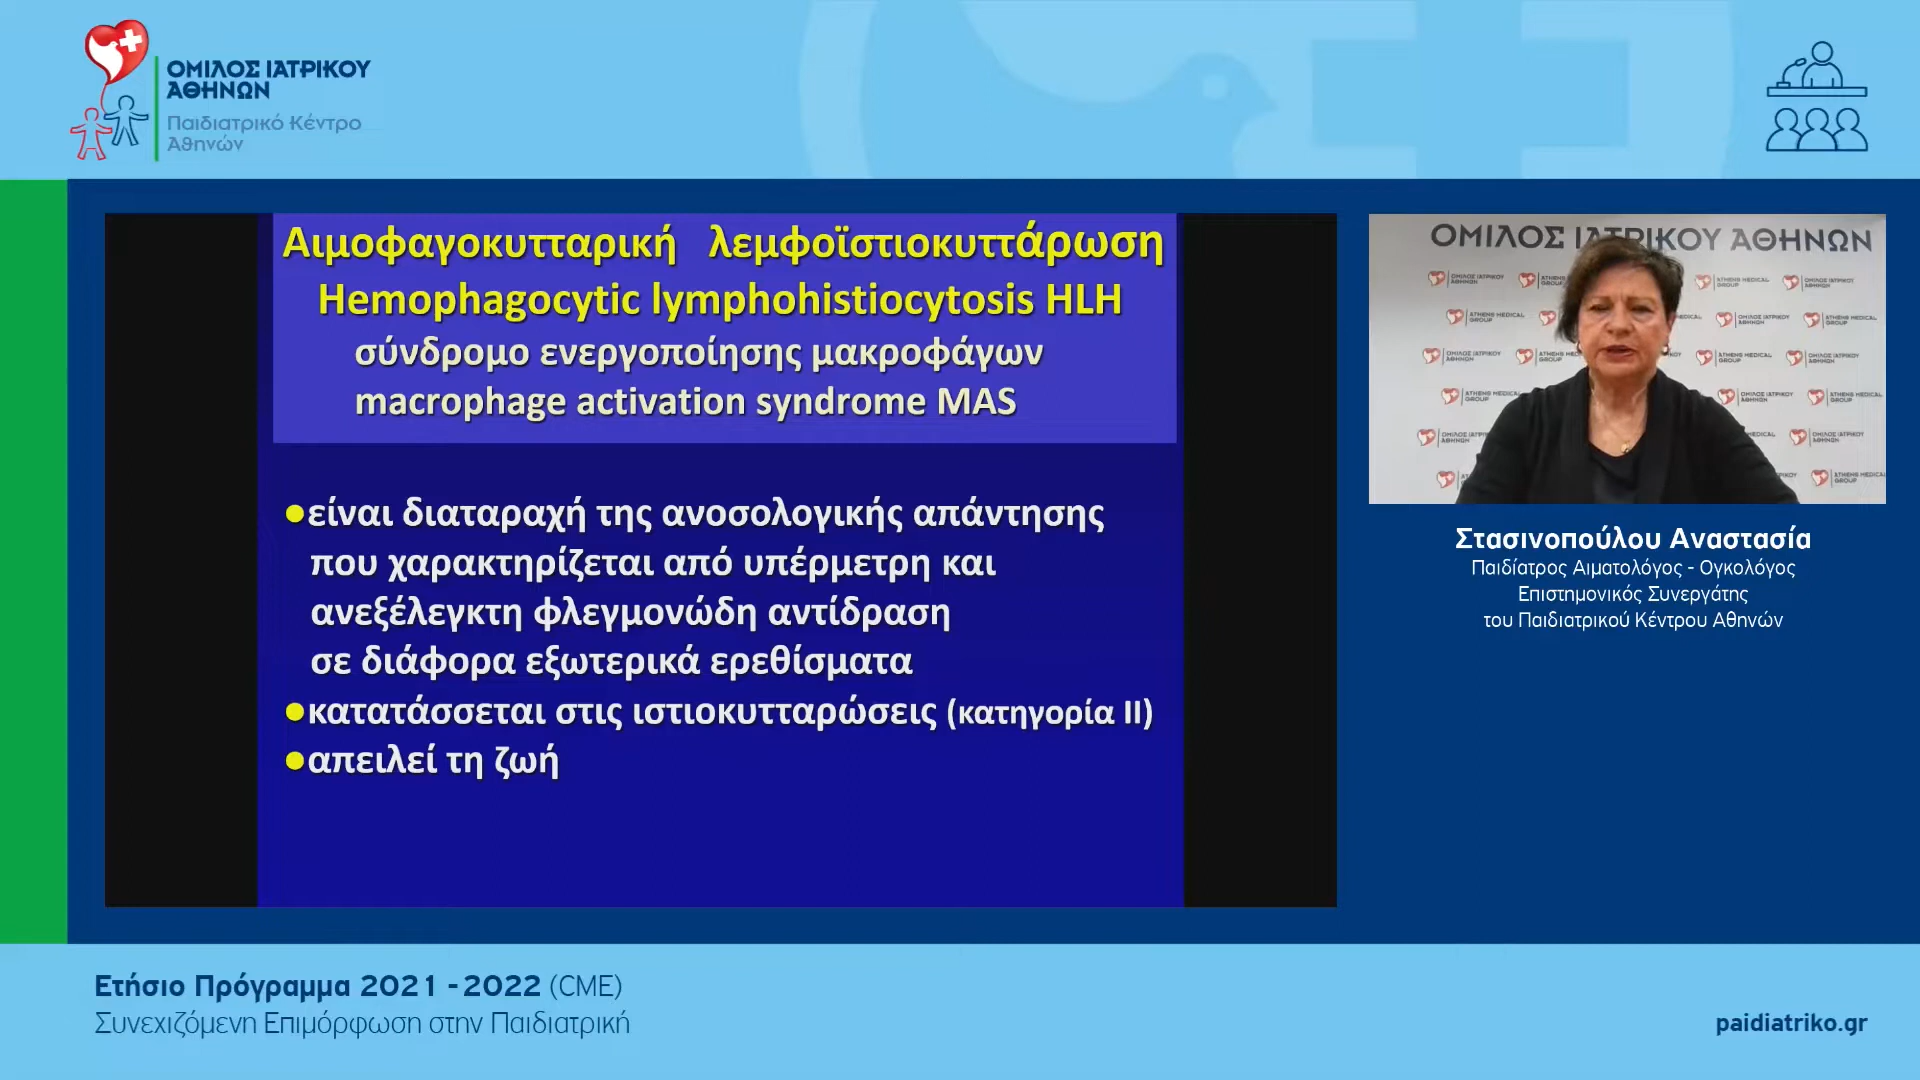 ΟΜΙΛΟΣ ΙΑΤΡΙΚΟΥ
ΑΘΗΝΩΝ
Παιδιατρικό Κέντρο
Αθηνών
Αιμοφαγοκυτταρική λεμφοϊστιοκυττάρωση
Hemophagocytic lymphohistiocytosis HLH
σύνδρομο ενεργοποίησης μακροφάγων
macrophage activation syndrome MAS
●είναι διαταραχή της ανοσολογικής απάντησης
που χαρακτηρίζεται από υπέρμετρη και
ανεξέλεγκτη φλεγμονώδη αντίδραση
σε διάφορα εξωτερικά ερεθίσματα
●κατατάσσεται στις ιστιοκυτταρώσεις (κατηγορία II)
●απειλεί τη ζωή
ΟΜΙΛΟΣ ΙΑΤΡΙΚΟΥ ΑΘΗΝΩΝ
Στασινοπούλου Αναστασία
Παιδίατρος Αιματολόγος - Ογκολόγος
Επιστημονικός Συνεργάτης
του Παιδιατρικού Κέντρου Αθηνών
Ετήσιο Πρόγραμμα 2021 - 2022 (CME)
Συνεχιζόμενη Επιμόρφωση στην Παιδιατρική
paidiatriko.gr